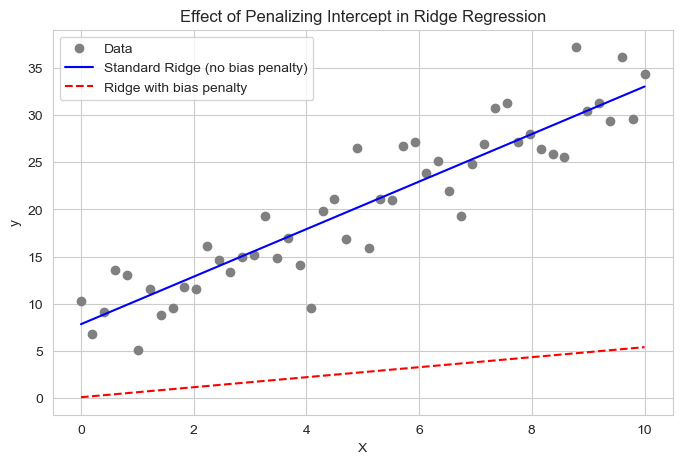 Effect of Penalizing Intercept in Ridge Regression
Data
Standard Ridge (no bias penalty)
Ridge with bias penalty
y
35
30
25
20
15
10
5
0
0 2 4 6 8 10
X